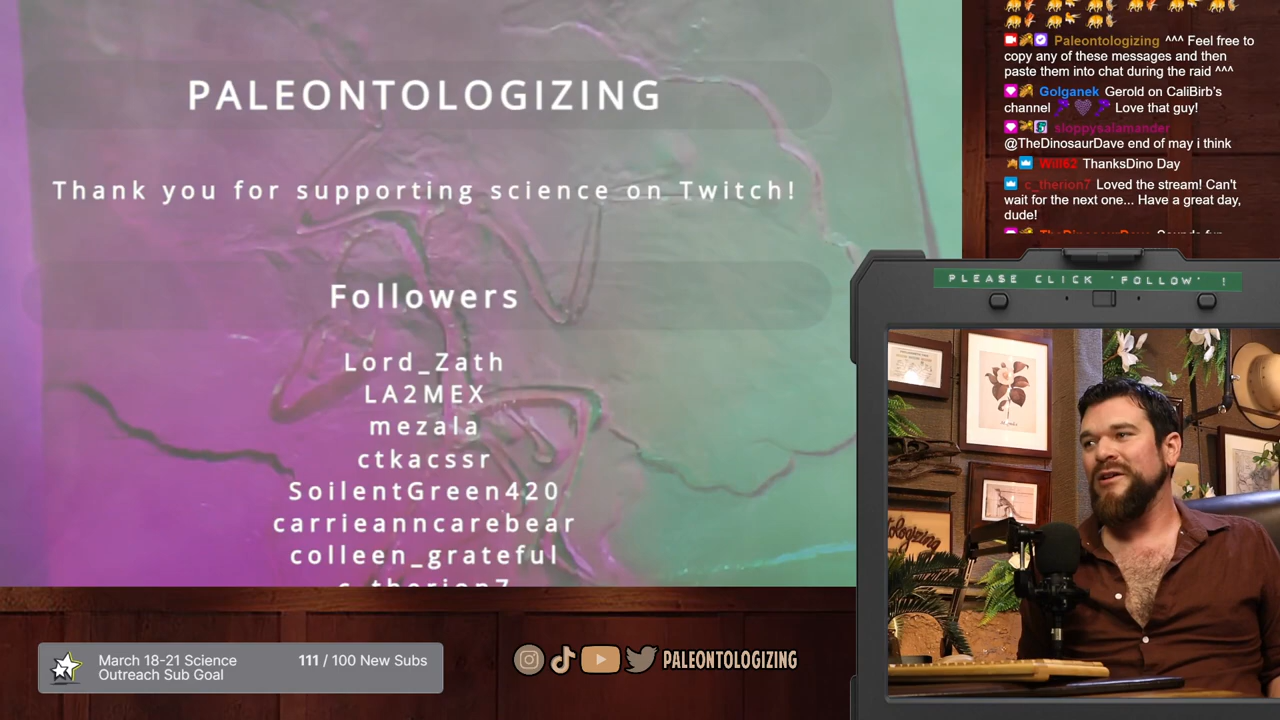 PALEONTOLOGIZING
Thank you for supporting science on Twitch!
Followers
Lord_Zath
LA2MEX
mezala
ctkacssr
SoilentGreen420
carrieanncarebear
colleen_grateful
c_therion7
Paleontologizing ^^^ Feel free to
copy any of these messages and then
paste them into chat during the raid ^^^
Golganek Gerold on CaliBirb's
channel Love that guy!
sloppysalamander
@TheDinosaurDave end of may i think
Will62 ThanksDino Day
c_therion7 Loved the stream! Can't
wait for the next one... Have a great day,
dude!
PLEASE CLICK 'FOLLOW' !
March 18-21 Science
Outreach Sub Goal
111 / 100 New Subs
PALEONTOLOGIZING